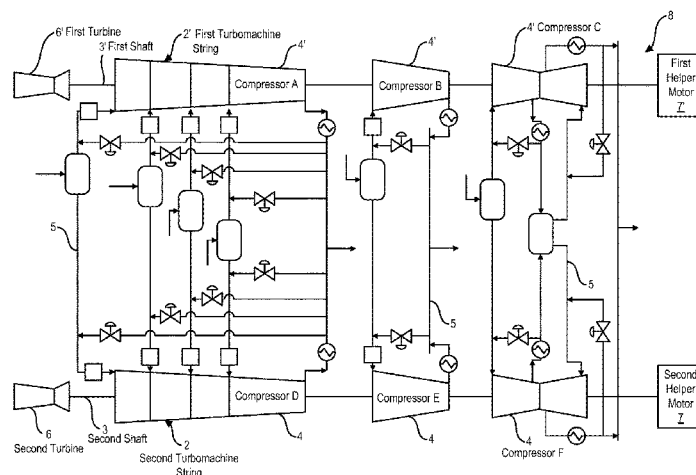 6' First Turbine
3' First Shaft
2' First Turbomachine
String
4'
Compressor A
4'
Compressor B
4' Compressor C
8
First
Helper
Motor
7'
5
5
5
Compressor D
Compressor E
Second
Helper
Motor
7
6
Second Turbine
3
Second Shaft
2
Second Turbomachine
String
4
4
4
Compressor F